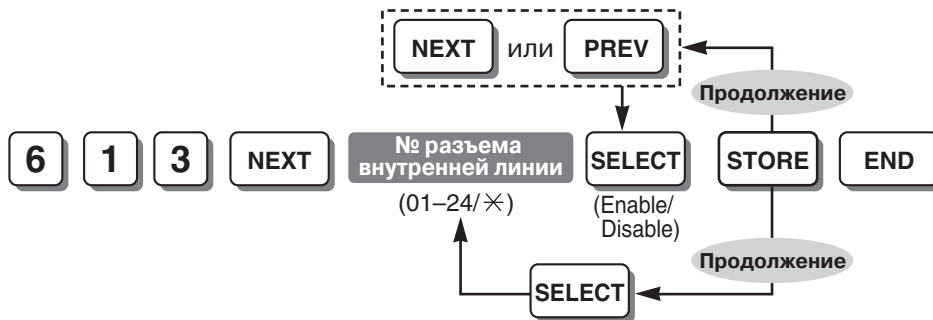 NEXT или PREV
Продолжение
6 1 3 NEXT № разъема внутренней линии SELECT STORE END
(01–24/✳)
(Enable/
Disable)
Продолжение
SELECT